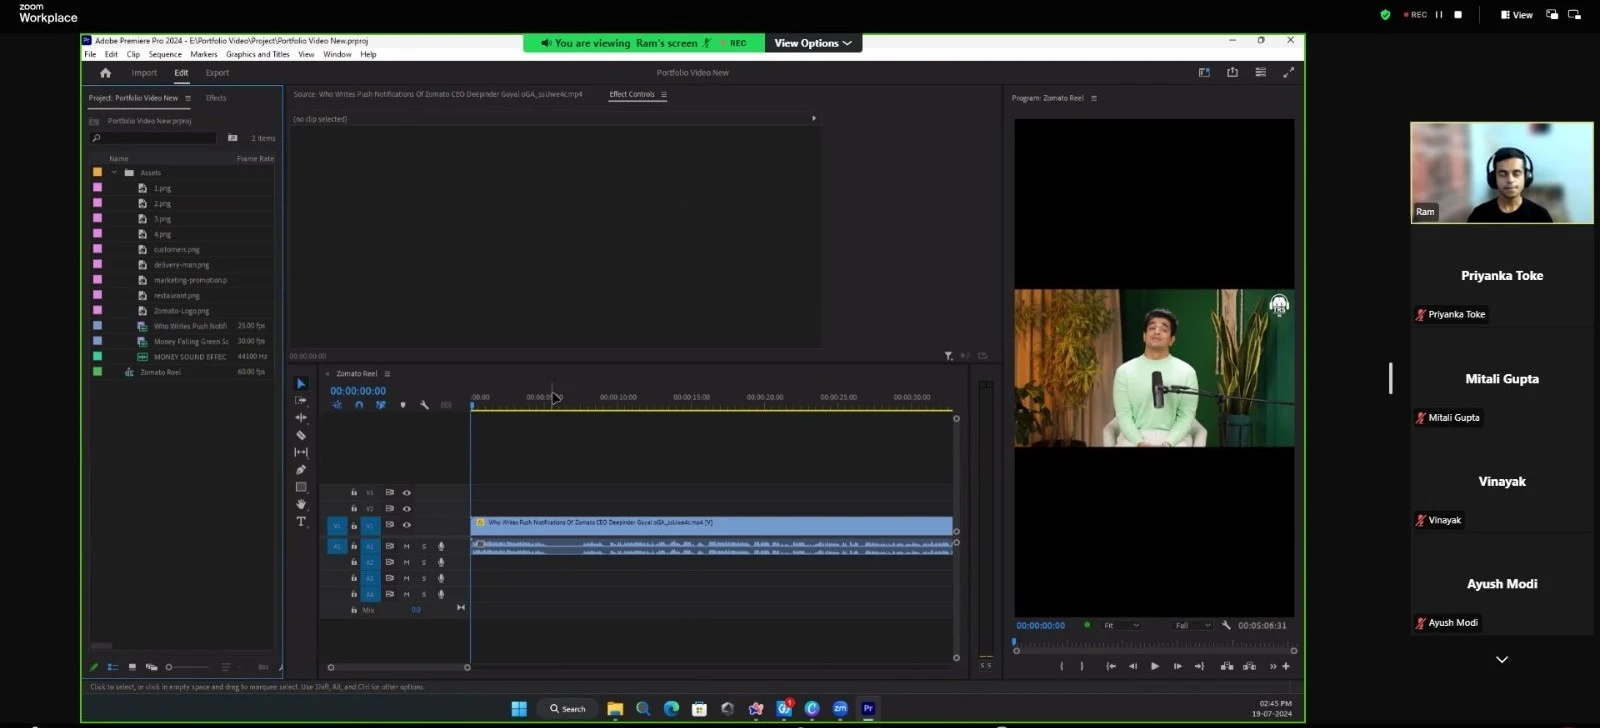 zoom
Workplace
REC
View
Adobe Premiere Pro 2024 - E:\Portfolio Video\Project\Portfolio Video New.prproj
You are viewing Ram's screen
REC
View Options
File Edit Clip Sequence Markers Graphics and Titles View Window Help
Import Edit Export
Portfolio Video New
Project: Portfolio Video New
Effects
Source: Who Writes Push Notifications Of Zomato CEO Deepinder Goyal oGA_ssUwe4c.mp4
Effect Controls
Program: Zomato Reel
Portfolio Video New.prproj
(no clip selected)
2 items
Name Frame Rate
Assets
1.png
2.png
3.png
4.png
customers.png
delivery-man.png
marketing-promotion.p
restaurant.png
Zomato-Logo.png
Who Writes Push Notifi 25.00 fps
Money Falling Green Sc 30.00 fps
MONEY SOUND EFFEC 44100 Hz
Zomato Reel 60.00 fps
00:00:00:00
Zomato Reel
00:00:00:00
:00:00 00:00:05:00 00:00:10:00 00:00:15:00 00:00:20:00 00:00:25:00 00:00:30:00
V3
V2
V1 V1
Who Writes Push Notifications Of Zomato CEO Deepinder Goyal oGA_ssUwe4c.mp4 [V]
A1 A1 M S
A2 M S
A3 M S
A4 M S
Mix 0.0
S S
TRS
00:00:00:00 Fit Full 00:05:06:31
Click to select, or click in empty space and drag to marquee select. Use Shift, Alt, and Ctrl for other options.
Search
zm
Pr
02:45 PM
19-07-2024
Ram
Priyanka Toke
Priyanka Toke
Mitali Gupta
Mitali Gupta
Vinayak
Vinayak
Ayush Modi
Ayush Modi